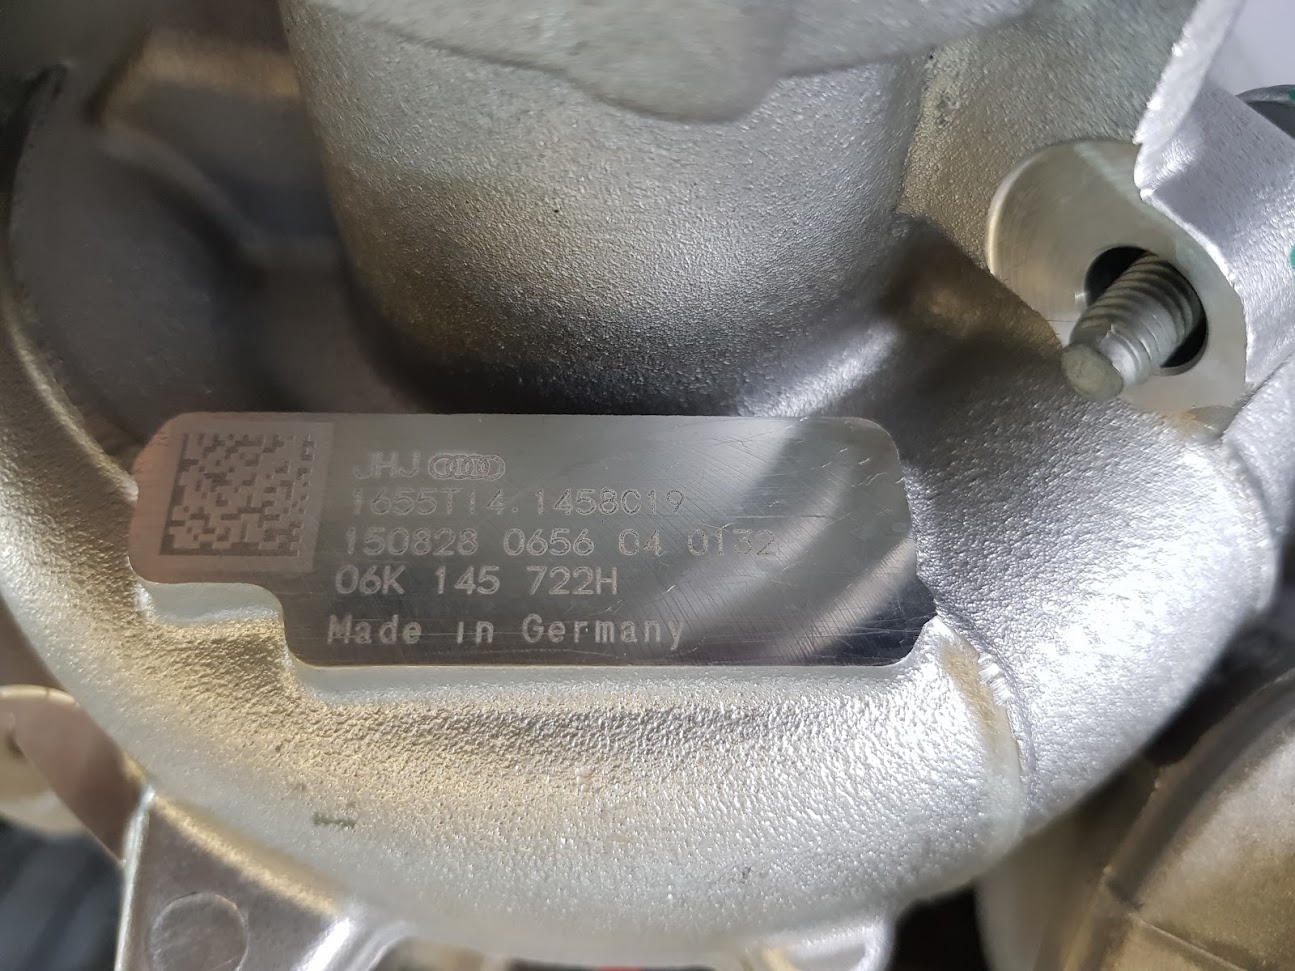 JHJ
1655T14.1458C19
150828 0656 04 0132
06K 145 722H
Made in Germany